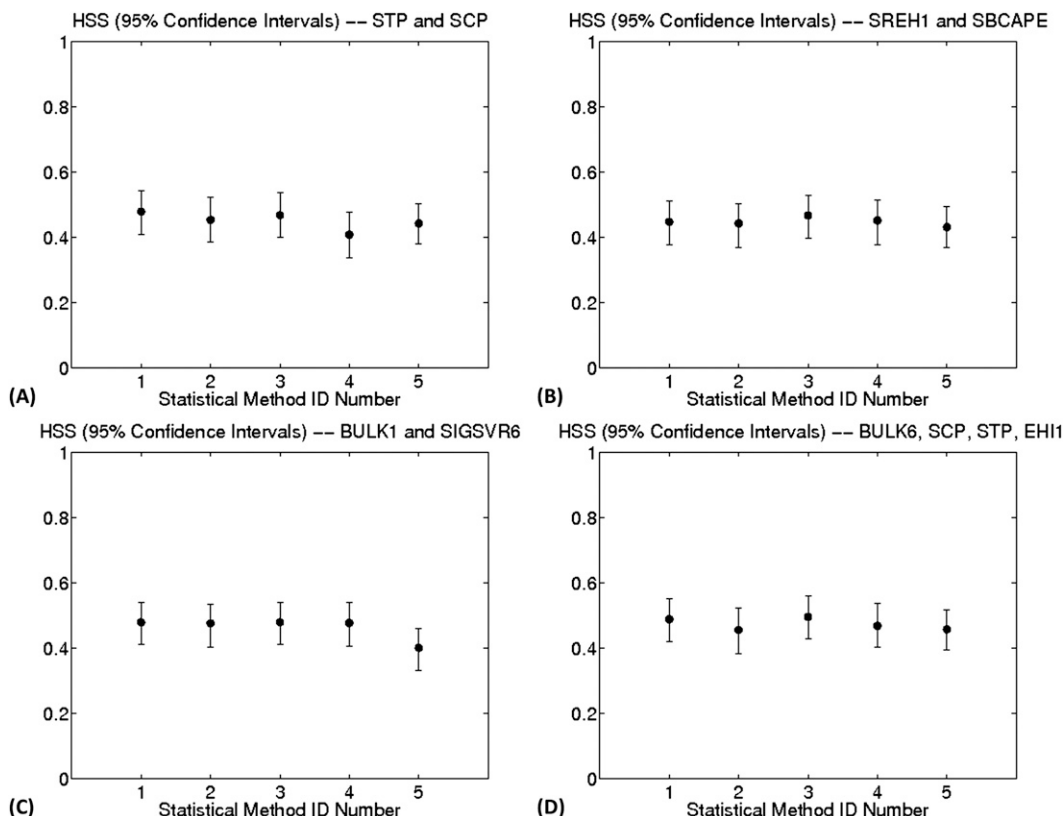 HSS (95% Confidence Intervals) -- STP and SCP
1
0.8
0.6
0.4
0.2
0
1 2 3 4 5
Statistical Method ID Number
(A)
HSS (95% Confidence Intervals) -- SREH1 and SBCAPE
1
0.8
0.6
0.4
0.2
0
1 2 3 4 5
Statistical Method ID Number
(B)
HSS (95% Confidence Intervals) -- BULK1 and SIGSVR6
1
0.8
0.6
0.4
0.2
0
1 2 3 4 5
Statistical Method ID Number
(C)
HSS (95% Confidence Intervals) -- BULK6, SCP, STP, EHI1
1
0.8
0.6
0.4
0.2
0
1 2 3 4 5
Statistical Method ID Number
(D)